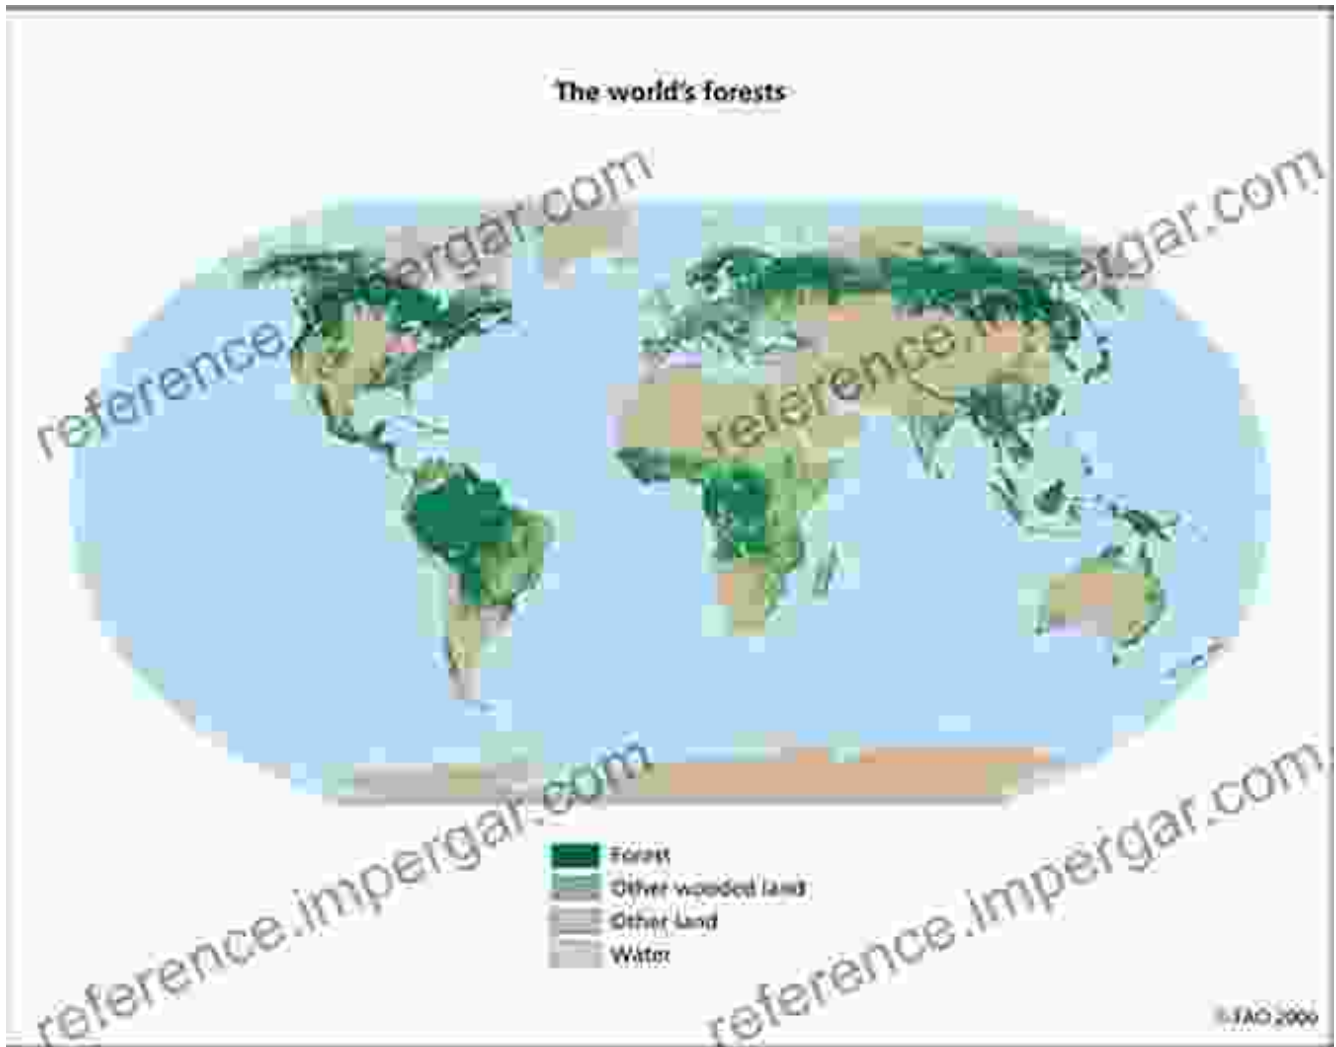 The world's forests
reference.impergar.com
reference.impergar.com
reference.impergar.com
reference.impergar.com
Forest
Other wooded land
Other land
Water
© FAO 2006